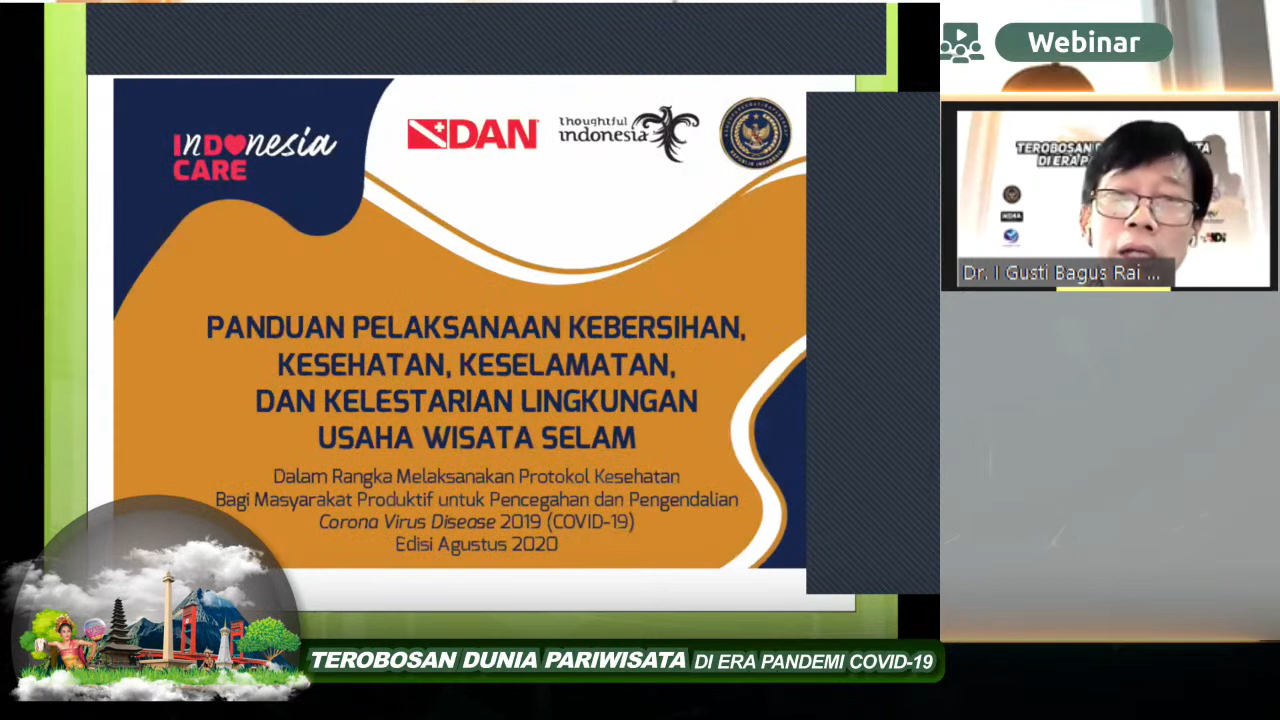 Webinar
INDONESIA
CARE
DAN
thoughtful
indonesia
PANDUAN PELAKSANAAN KEBERSIHAN,
KESEHATAN, KESELAMATAN,
DAN KELESTARIAN LINGKUNGAN
USAHA WISATA SELAM
Dalam Rangka Melaksanakan Protokol Kesehatan
Bagi Masyarakat Produktif untuk Pencegahan dan Pengendalian
Corona Virus Disease 2019 (COVID-19)
Edisi Agustus 2020
Dr. I Gusti Bagus Rai ...
TEROBOSAN DUNIA PARIWISATA DI ERA PANDEMI COVID-19